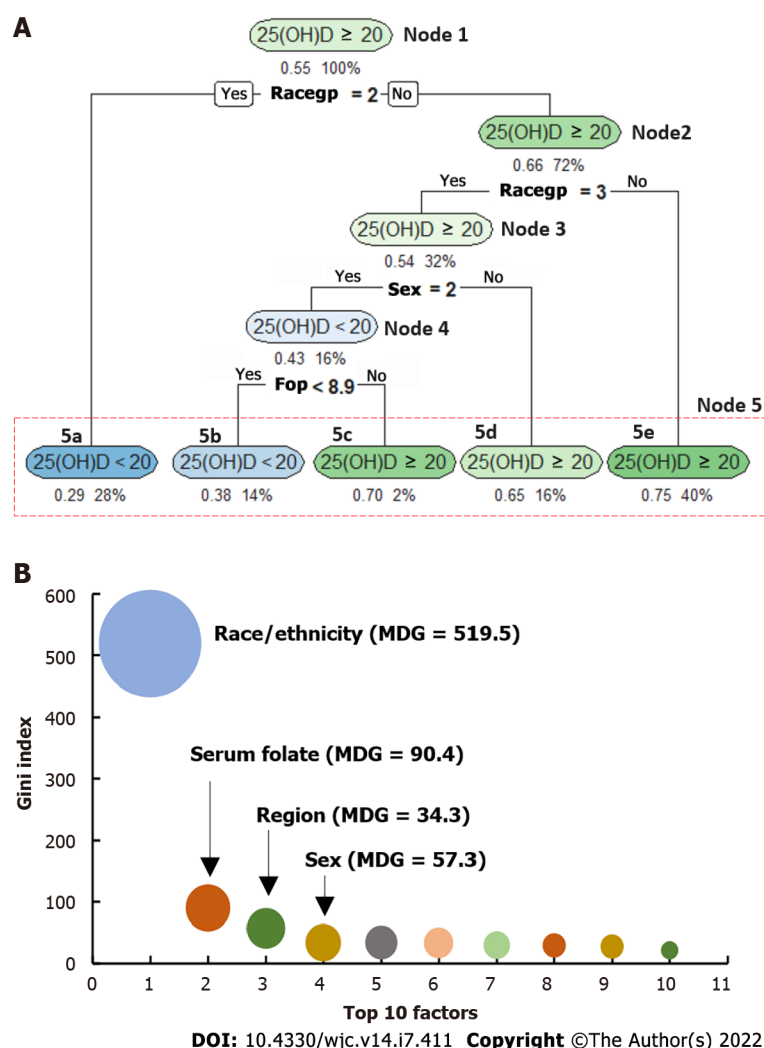 A
25(OH)D ≥ 20 Node 1
0.55 100%
Yes Racegp = 2 No
25(OH)D ≥ 20 Node2
0.66 72%
Yes Racegp = 3 No
25(OH)D ≥ 20 Node 3
0.54 32%
Yes Sex = 2 No
25(OH)D < 20 Node 4
0.43 16%
Yes Fop < 8.9 No
Node 5
5a 5b 5c 5d 5e
25(OH)D < 20 25(OH)D < 20 25(OH)D ≥ 20 25(OH)D ≥ 20 25(OH)D ≥ 20
0.29 28% 0.38 14% 0.70 2% 0.65 16% 0.75 40%
B
600
500
400
300
200
100
0
Gini index
Race/ethnicity (MDG = 519.5)
Serum folate (MDG = 90.4)
Region (MDG = 34.3)
Sex (MDG = 57.3)
0 1 2 3 4 5 6 7 8 9 10 11
Top 10 factors
DOI: 10.4330/wjc.v14.i7.411 Copyright ©The Author(s) 2022